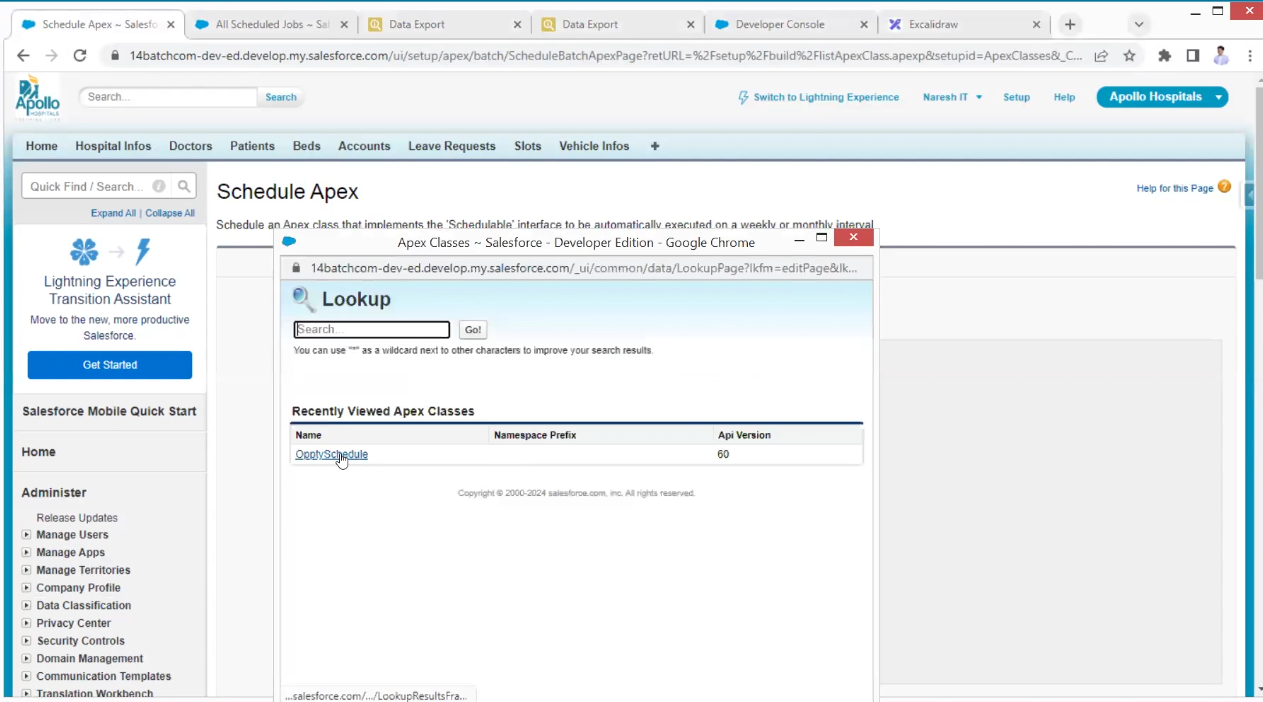 Schedule Apex ~ Salesfo
All Scheduled Jobs ~ Sal
Data Export
Data Export
Developer Console
Excalidraw
14batchcom-dev-ed.develop.my.salesforce.com/ui/setup/apex/batch/ScheduleBatchApexPage?retURL=%2Fsetup%2Fbuild%2FlistApexClass.apexp&setupid=ApexClasses&_C...
Apollo
HOSPITALS
Search...
Search
Switch to Lightning Experience
Naresh IT
Setup
Help
Apollo Hospitals
Home
Hospital Infos
Doctors
Patients
Beds
Accounts
Leave Requests
Slots
Vehicle Infos
+
Quick Find / Search...
Expand All | Collapse All
Lightning Experience
Transition Assistant
Move to the new, more productive
Salesforce.
Get Started
Salesforce Mobile Quick Start
Home
Administer
Release Updates
Manage Users
Manage Apps
Manage Territories
Company Profile
Data Classification
Privacy Center
Security Controls
Domain Management
Communication Templates
Translation Workbench
Schedule Apex
Help for this Page
Schedule an Apex class that implements the 'Schedulable' interface to be automatically executed on a weekly or monthly interval
Apex Classes ~ Salesforce - Developer Edition - Google Chrome
14batchcom-dev-ed.develop.my.salesforce.com/_ui/common/data/LookupPage?lkfm=editPage&lk...
Lookup
Search...
Go!
You can use "*" as a wildcard next to other characters to improve your search results.
Recently Viewed Apex Classes
Name
Namespace Prefix
Api Version
OpptySchedule
60
Copyright © 2000-2024 salesforce.com, inc. All rights reserved.
...salesforce.com/.../LookupResultsFra...